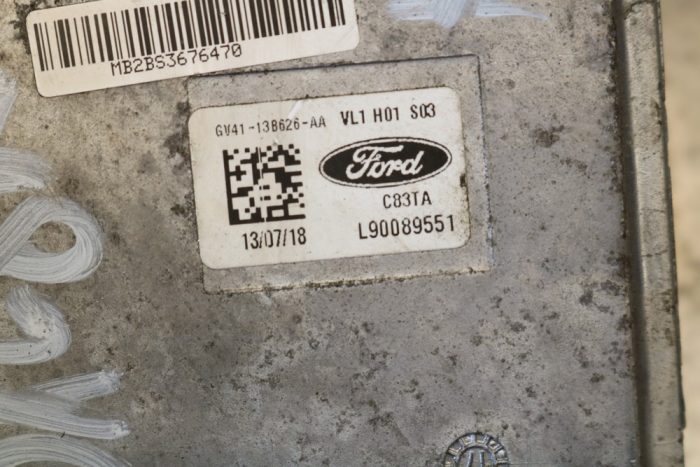 MB2BS3676470
GV41-13B626-AA VL1 H01 S03
Ford
C83TA
13/07/18 L90089551